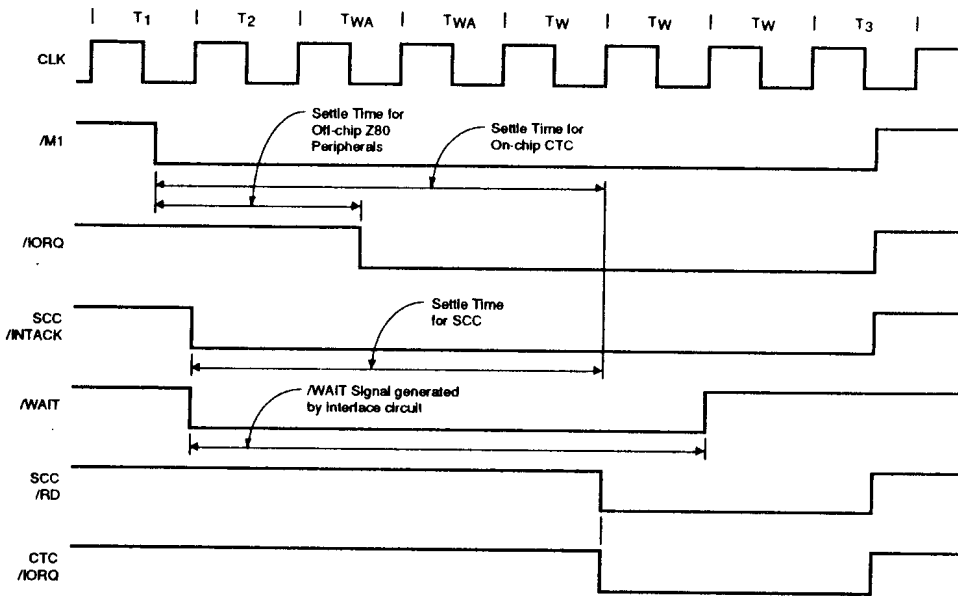 T1 T2 TWA TWA TW TW TW T3
CLK
Settle Time for
Off-chip Z80
Peripherals
Settle Time for
On-chip CTC
/M1
/IORQ
Settle Time
for SCC
SCC
/INTACK
/WAIT Signal generated
by interface circuit
/WAIT
SCC
/RD
CTC
/IORQ